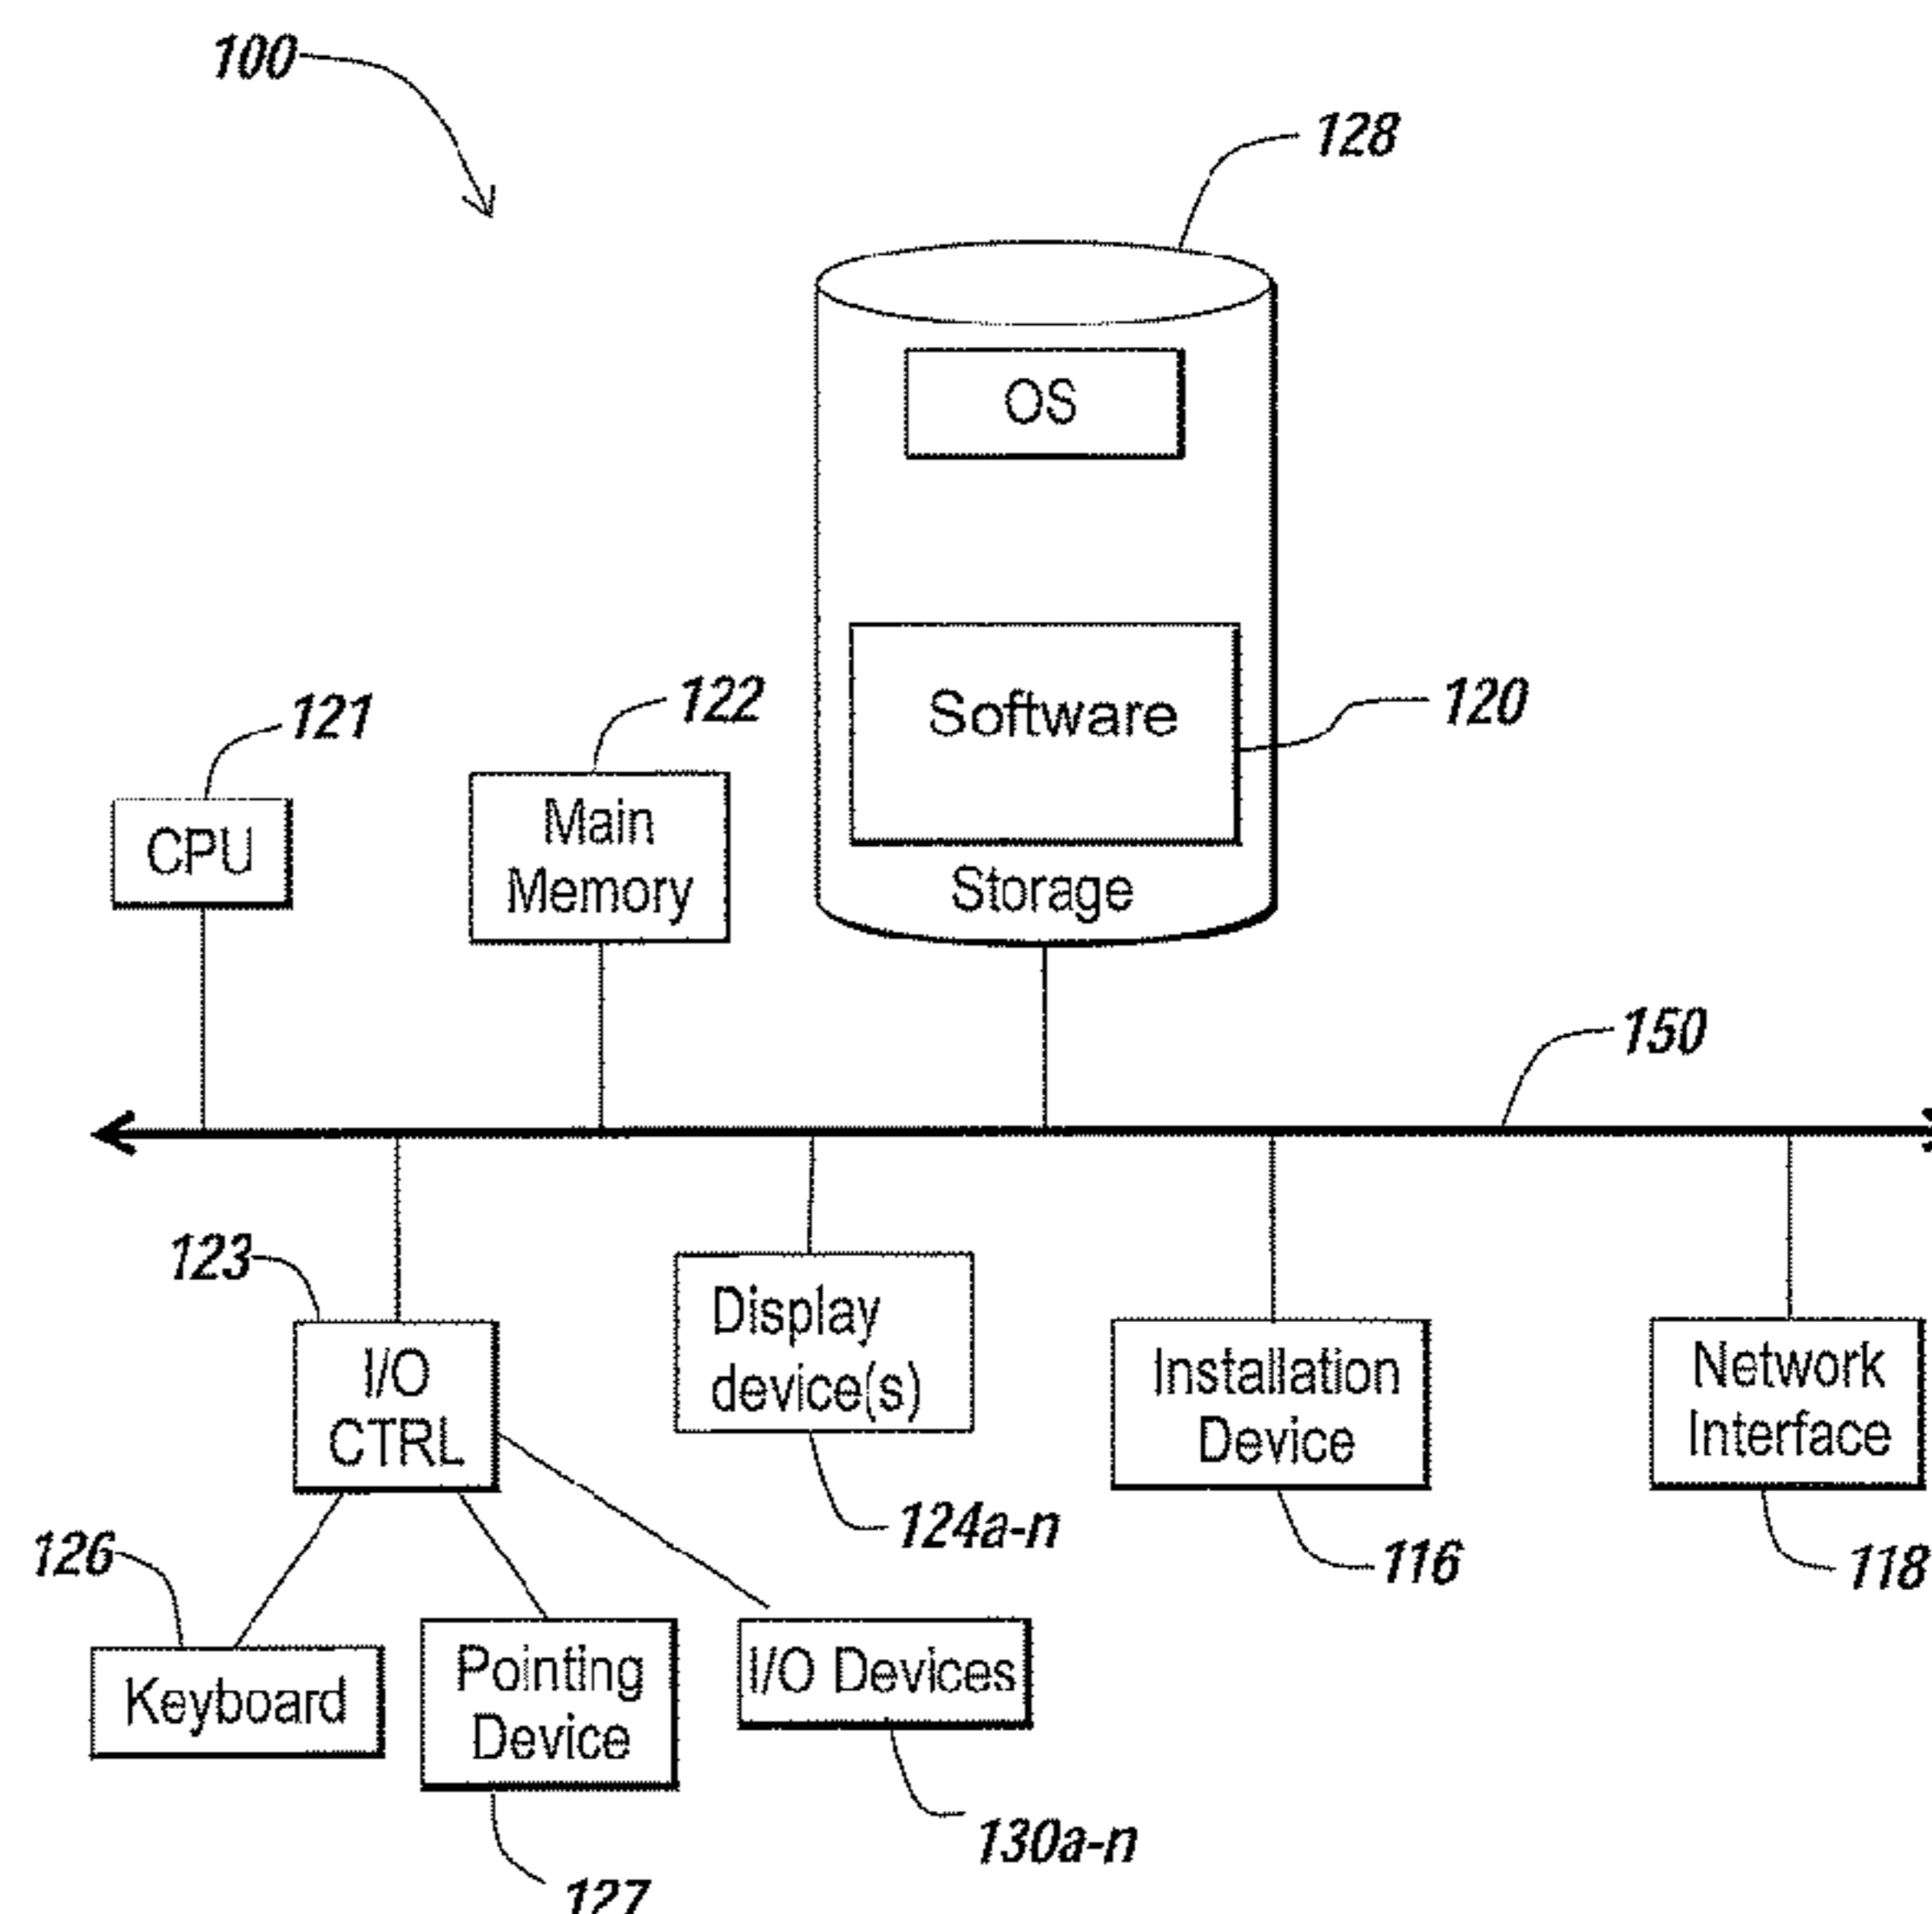 100
128
OS
Software
120
121
122
CPU
Main
Memory
Storage
150
123
I/O
CTRL
Display
device(s)
Installation
Device
Network
Interface
124a-n
116
118
126
Keyboard
Pointing
Device
I/O Devices
130a-n
127